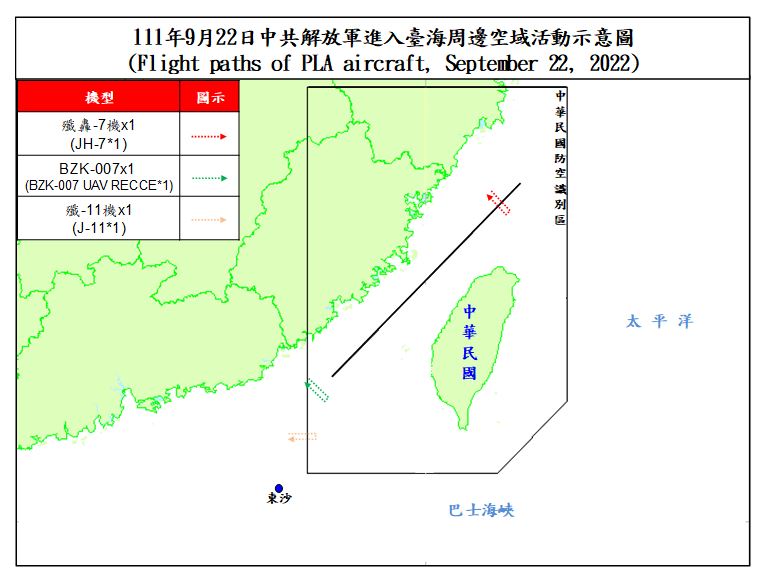 111年9月22日中共解放軍進入臺海周邊空域活動示意圖
(Flight paths of PLA aircraft, September 22, 2022)
機型 圖示
殲轟-7機x1
(JH-7*1)
BZK-007x1
(BZK-007 UAV RECCE*1)
殲-11機x1
(J-11*1)
中華民國防空識別區
中華民國
太平洋
東沙
巴士海峽